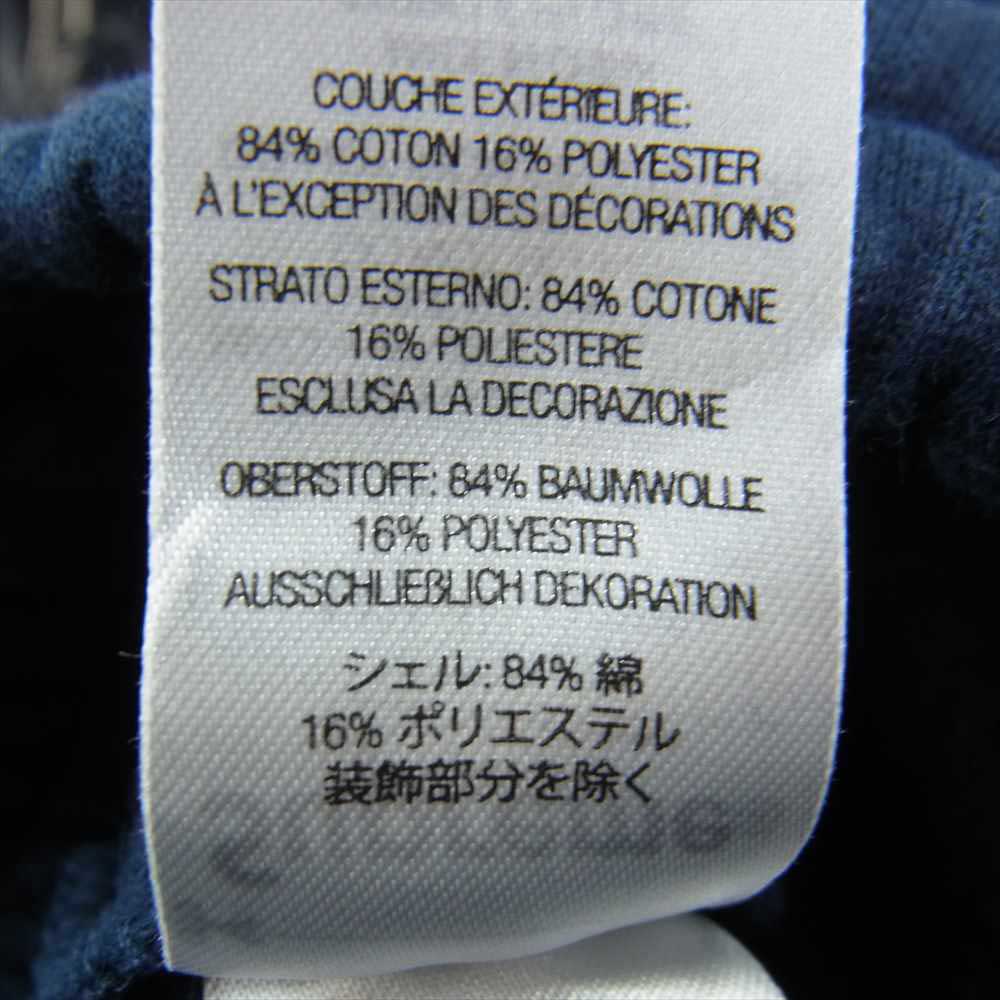 COUCHE EXTÉRIEURE:
84% COTON 16% POLYESTER
À L'EXCEPTION DES DÉCORATIONS
STRATO ESTERNO: 84% COTONE
16% POLIESTERE
ESCLUSA LA DECORAZIONE
OBERSTOFF: 84% BAUMWOLLE
16% POLYESTER
AUSSCHLIEßLICH DEKORATION
シェル: 84% 綿
16% ポリエステル
装飾部分を除く